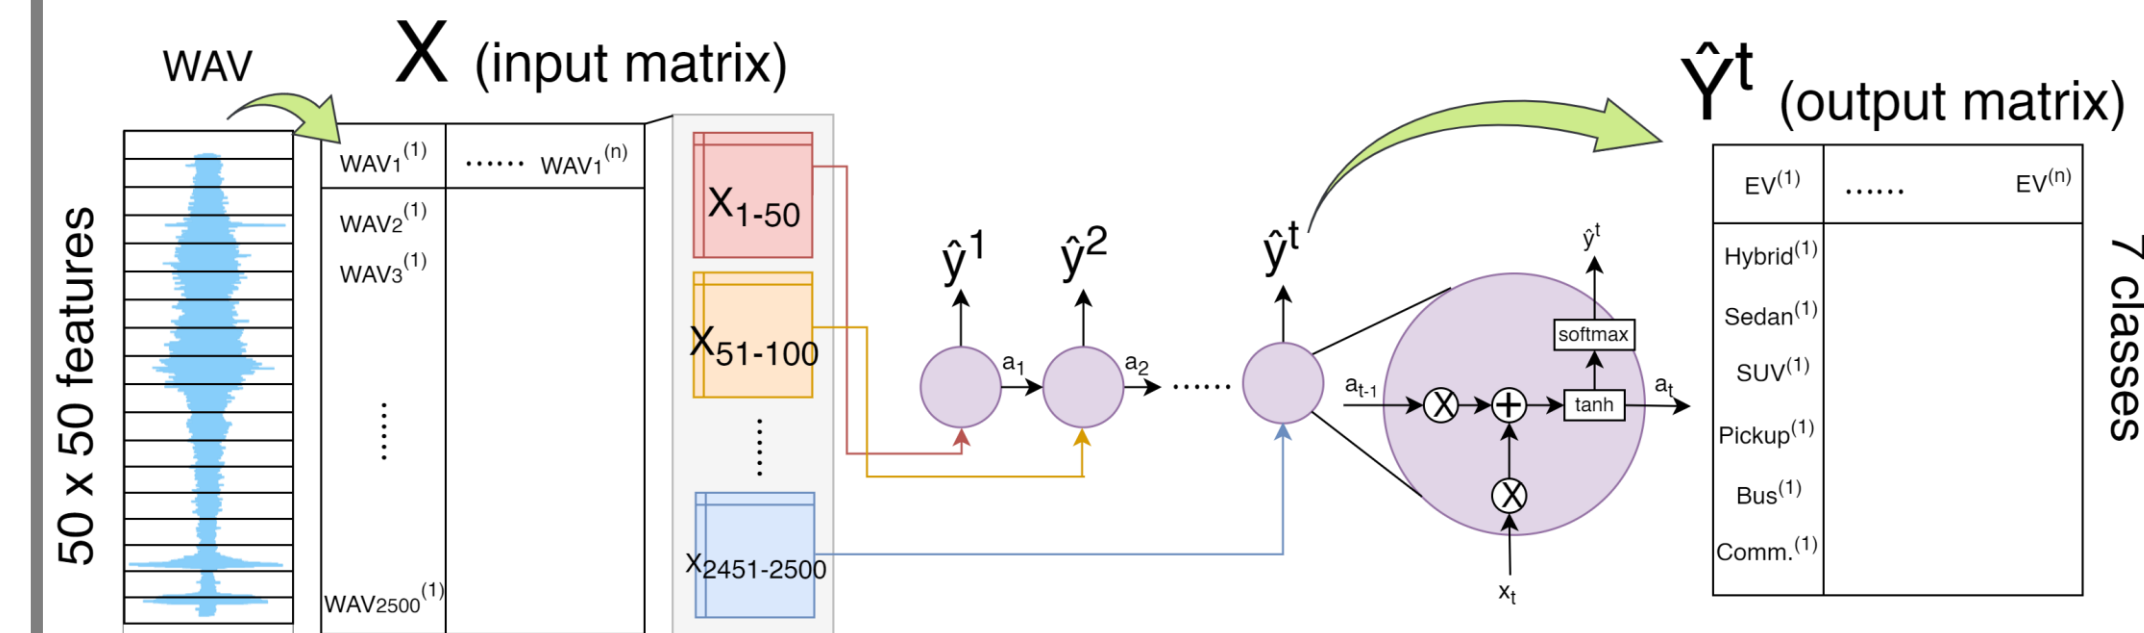 WAV
X (input matrix)
Ŷᵗ (output matrix)
50 x 50 features
WAV1⁽¹⁾ ...... WAV1⁽ⁿ⁾
WAV2⁽¹⁾
WAV3⁽¹⁾
WAV2500⁽¹⁾
X₁₋₅₀
X₅₁₋₁₀₀
X₂₄₅₁₋₂₅₀₀
ŷ¹
ŷ²
ŷᵗ
a₁
a₂
......
ŷᵗ
softmax
aₜ₋₁
X
+
tanh
aₜ
X
xₜ
EV⁽¹⁾ ...... EV⁽ⁿ⁾
Hybrid⁽¹⁾
Sedan⁽¹⁾
SUV⁽¹⁾
Pickup⁽¹⁾
Bus⁽¹⁾
Comm.⁽¹⁾
7 classes